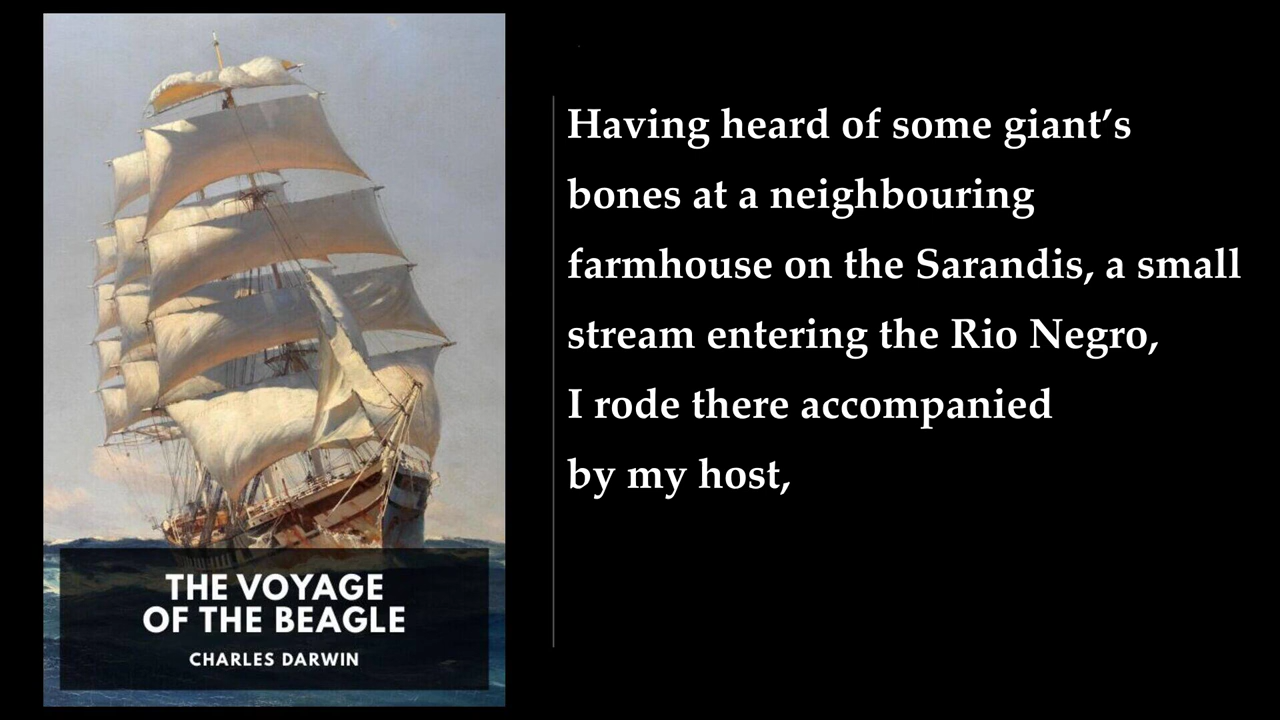 Having heard of some giant’s
bones at a neighbouring
farmhouse on the Sarandis, a small
stream entering the Rio Negro,
I rode there accompanied
by my host,
THE VOYAGE
OF THE BEAGLE
CHARLES DARWIN